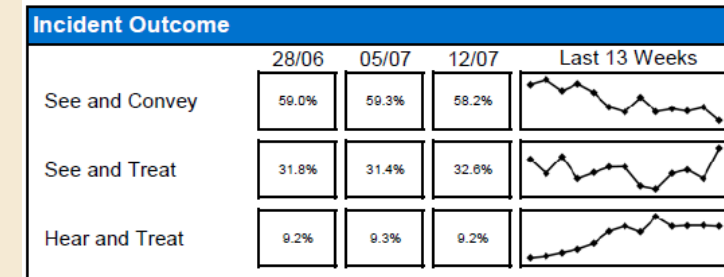 Incident Outcome
28/06 05/07 12/07 Last 13 Weeks
See and Convey 59.0% 59.3% 58.2%
See and Treat 31.8% 31.4% 32.6%
Hear and Treat 9.2% 9.3% 9.2%